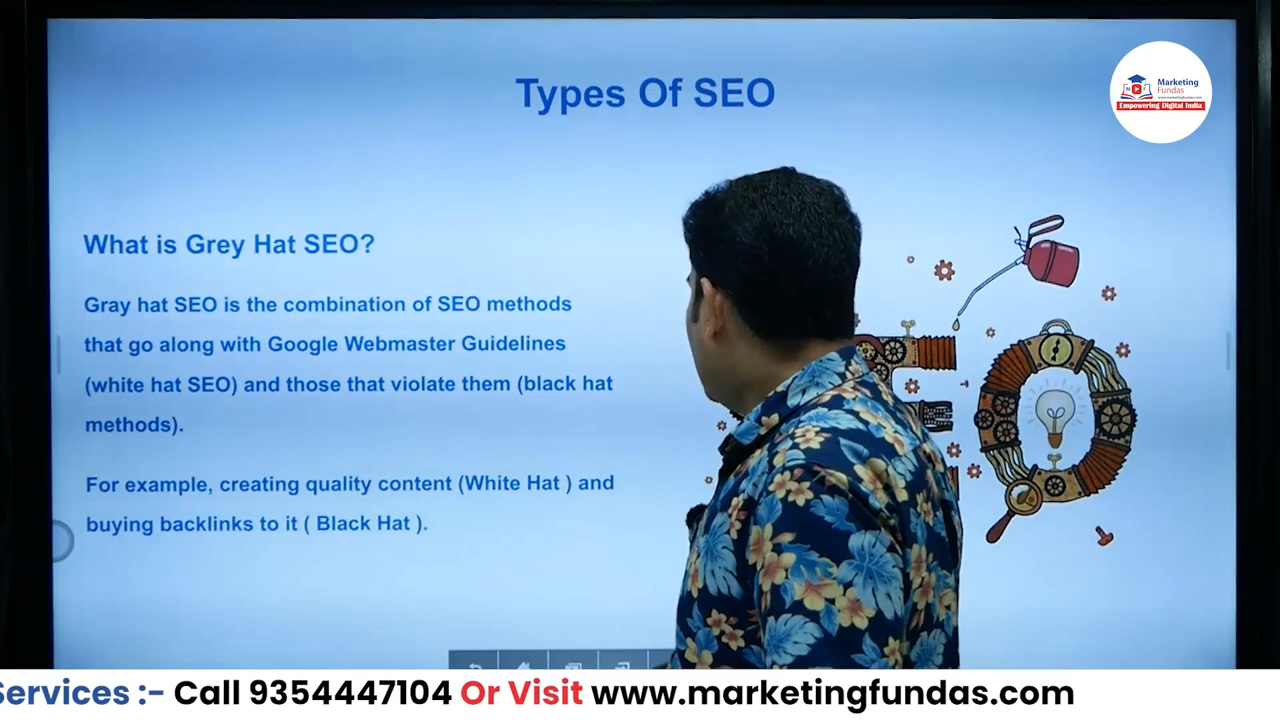 Types Of SEO
Marketing
Fundas
www.marketingfundas.com
Empowering Digital India
What is Grey Hat SEO?
Gray hat SEO is the combination of SEO methods
that go along with Google Webmaster Guidelines
(white hat SEO) and those that violate them (black hat
methods).
For example, creating quality content (White Hat ) and
buying backlinks to it ( Black Hat ).
Services :- Call 9354447104 Or Visit www.marketingfundas.com